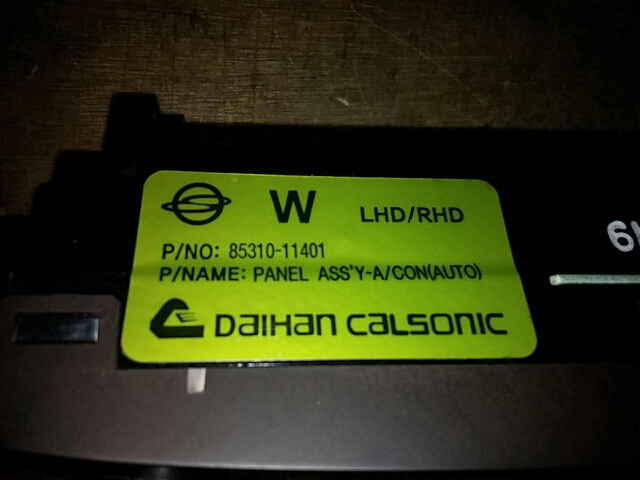 W LHD/RHD
P/NO: 85310-11401
P/NAME: PANEL ASS'Y-A/CON(AUTO)
DAIHAN CALSONIC